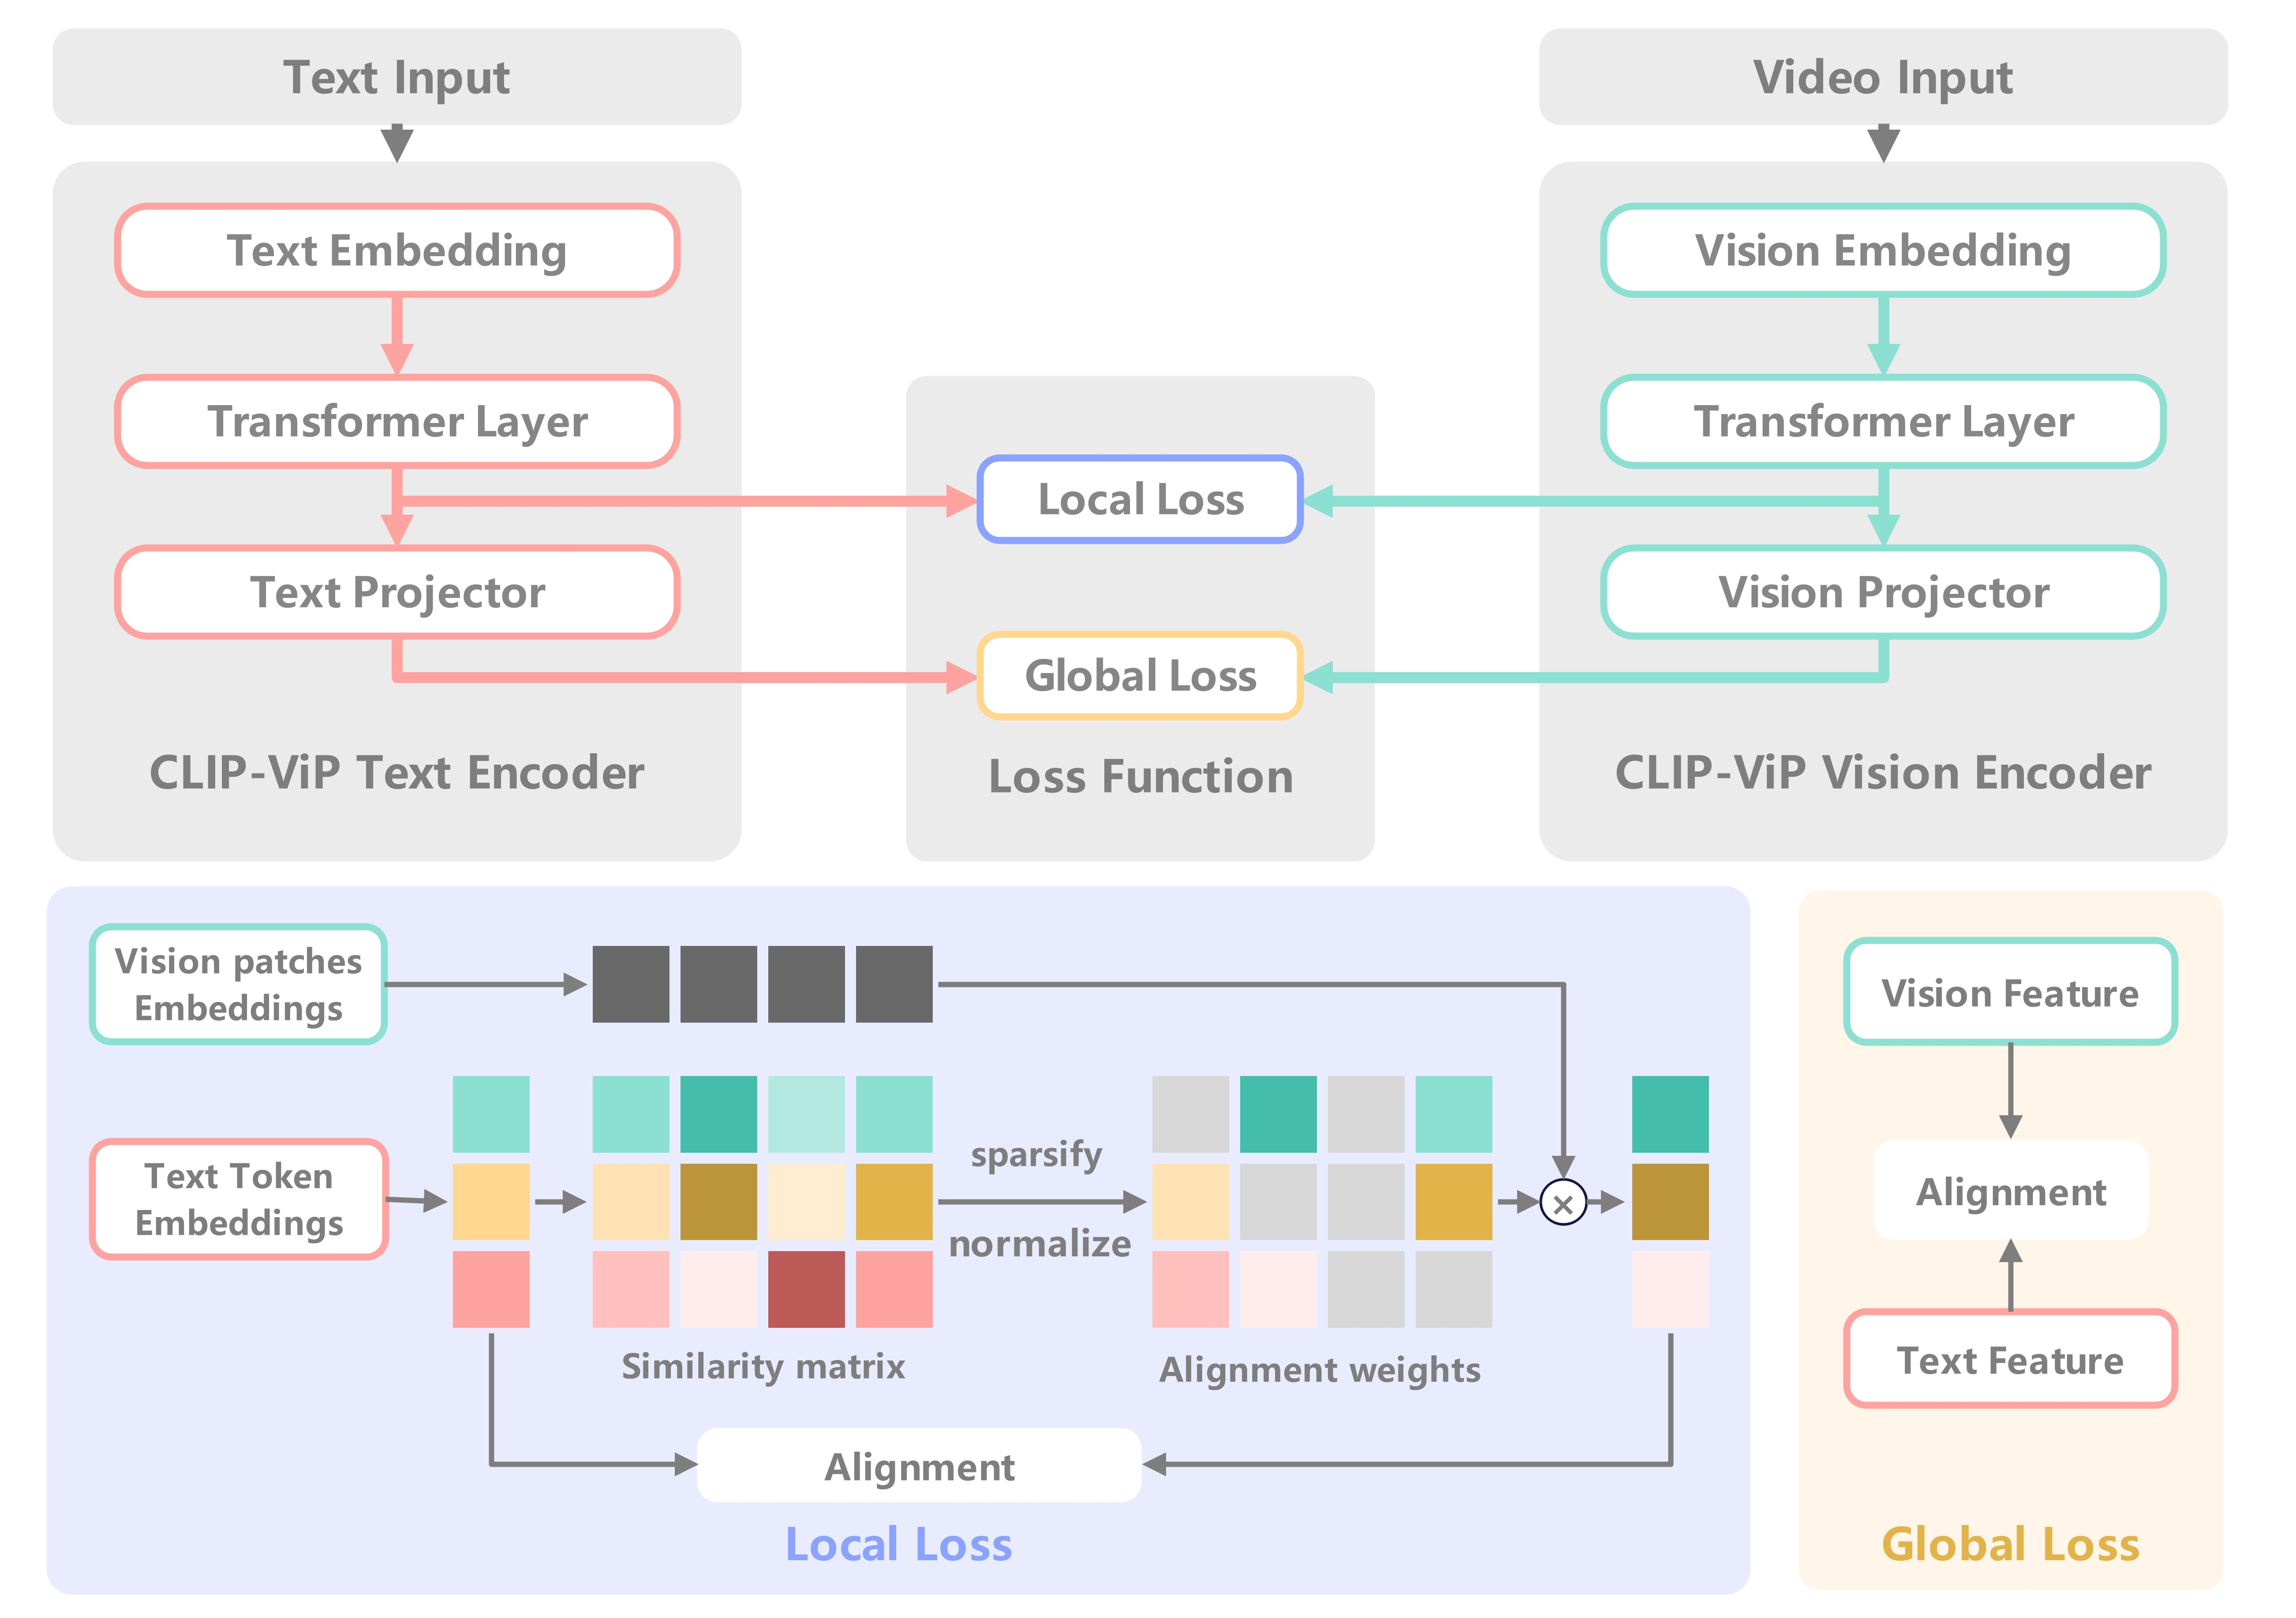 Text Input
Video Input
Text Embedding
Transformer Layer
Text Projector
CLIP-ViP Text Encoder
Local Loss
Global Loss
Loss Function
Vision Embedding
Transformer Layer
Vision Projector
CLIP-ViP Vision Encoder
Vision patches
Embeddings
Text Token
Embeddings
sparsify
normalize
×
Similarity matrix
Alignment weights
Alignment
Local Loss
Vision Feature
Alignment
Text Feature
Global Loss